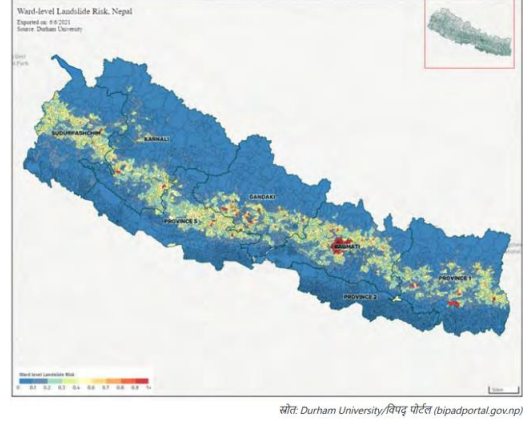 Ward-level Landslide Risk, Nepal
Exported on: 6/6/2021
Source: Durham University
SUDURPASHCHIM
KARNALI
GANDAKI
PROVINCE 5
BAGMATI
PROVINCE 1
PROVINCE 2
Ward level Landslide Risk
0 0.1 0.2 0.3 0.4 0.6 0.7 0.8 0.9 1+
स्रोत: Durham University/विपद् पोर्टल (bipadportal.gov.np)